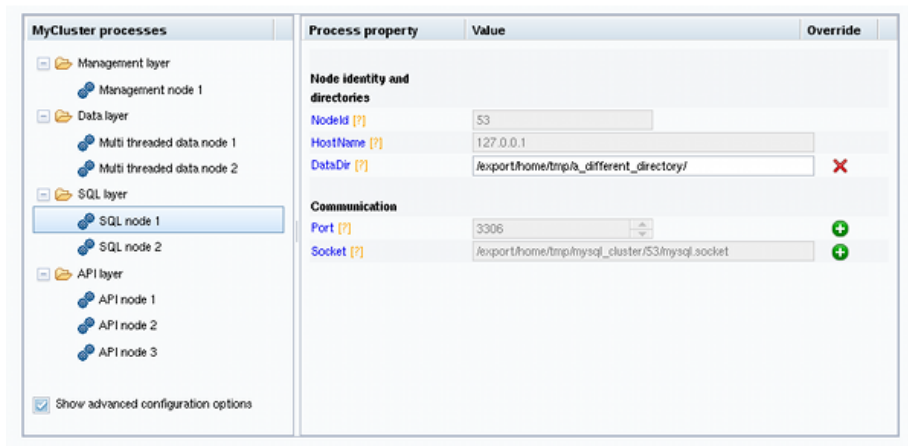 MyCluster processes
Management layer
Management node 1
Data layer
Multi threaded data node 1
Multi threaded data node 2
SQL layer
SQL node 1
SQL node 2
API layer
API node 1
API node 2
API node 3
Show advanced configuration options
Process property Value Override
Node identity and
directories
NodeId [?] 53
HostName [?] 127.0.0.1
DataDir [?] /export/home/tmp/a_different_directory/
Communication
Port [?] 3306
Socket [?] /export/home/tmp/mysql_cluster/53/mysql.socket